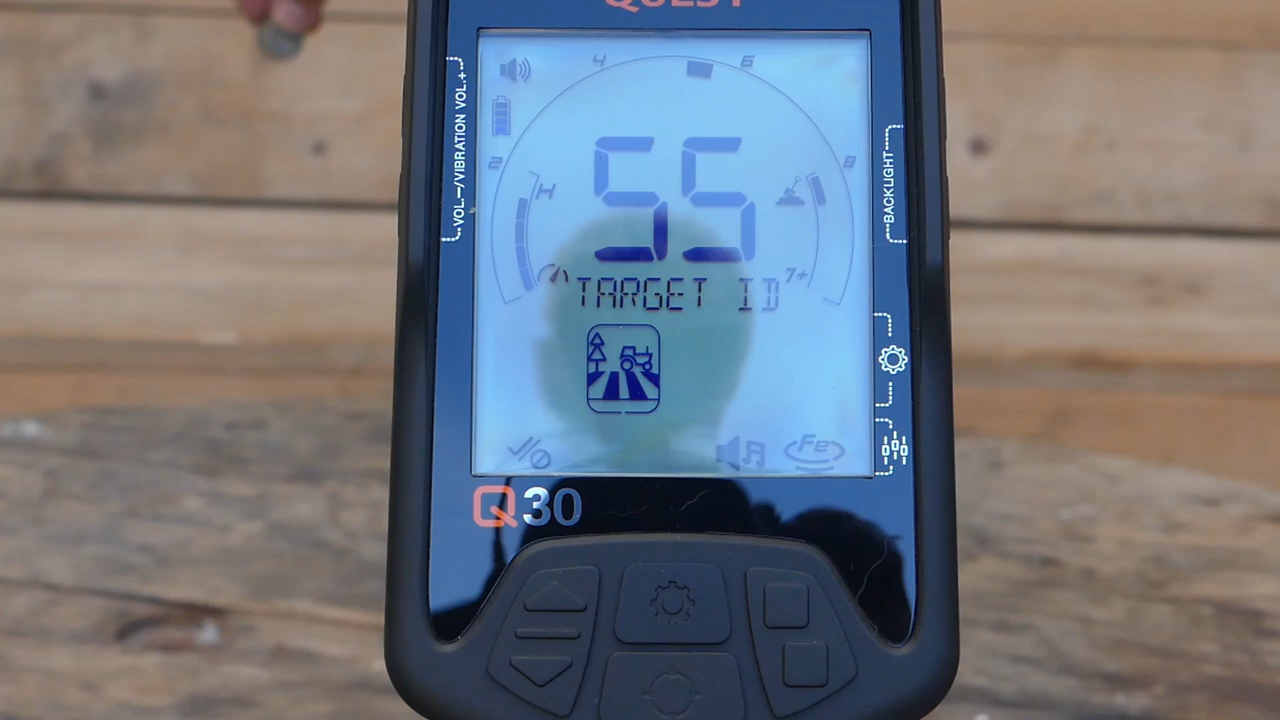 QUEST
4 6
2 8
H
55
7+
TARGET ID
Fe
VOL.–/VIBRATION VOL.+
BACKLIGHT
Q30